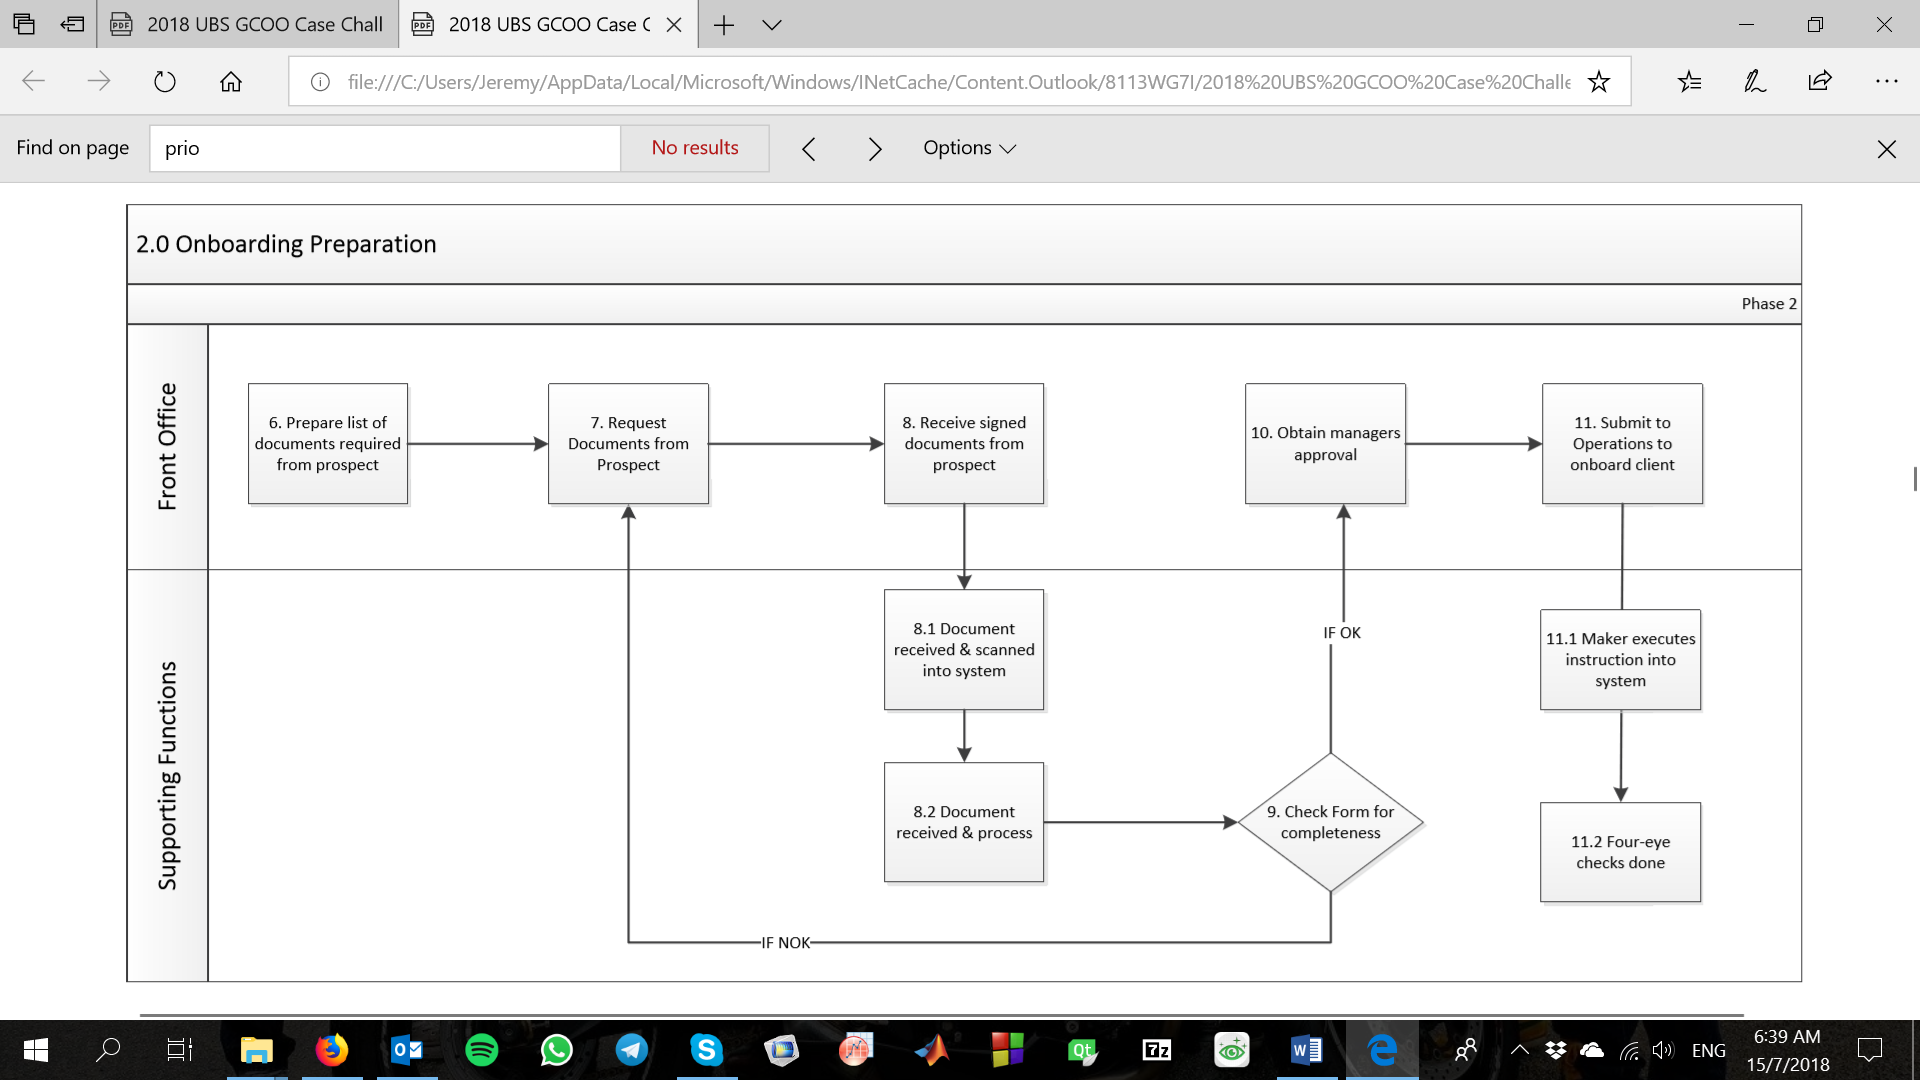 2018 UBS GCOO Case Chall
2018 UBS GCOO Case C
file:///C:/Users/Jeremy/AppData/Local/Microsoft/Windows/INetCache/Content.Outlook/8113WG7I/2018%20UBS%20GCOO%20Case%20Challe
Find on page
prio
No results
Options
2.0 Onboarding Preparation
Phase 2
Front Office
6. Prepare list of
documents required
from prospect
7. Request
Documents from
Prospect
8. Receive signed
documents from
prospect
10. Obtain managers
approval
11. Submit to
Operations to
onboard client
Supporting Functions
8.1 Document
received & scanned
into system
IF OK
11.1 Maker executes
instruction into
system
8.2 Document
received & process
9. Check Form for
completeness
11.2 Four-eye
checks done
IF NOK
ENG
6:39 AM
15/7/2018